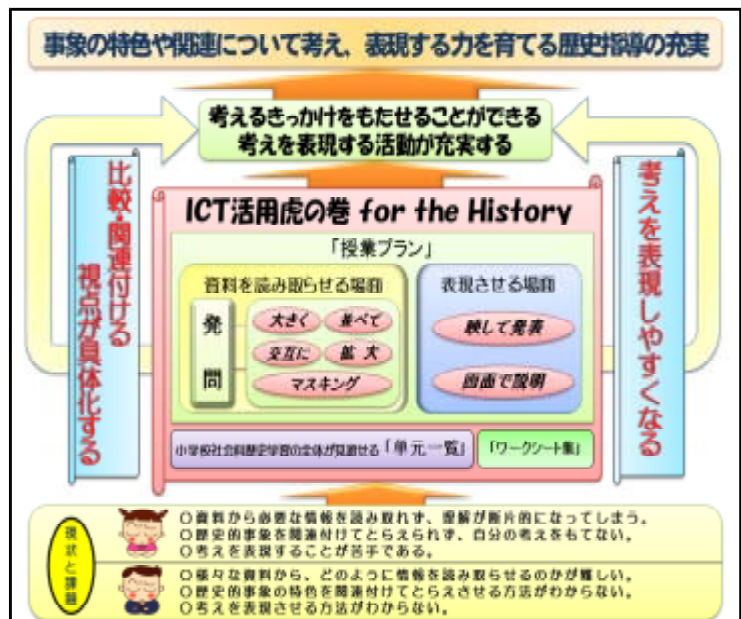 事象の特色や関連について考え、表現する力を育てる歴史指導の充実
考えるきっかけをもたせることができる
考えを表現する活動が充実する
比較・関連付ける
視点が具体化する
考えを表現しやすくなる
ICT活用虎の巻 for the History
「授業プラン」
資料を読み取らせる場面
発問
大きく
並べて
交互に
拡大
マスキング
表現させる場面
映して発表
画面で説明
小学校社会科歴史学習の全体が見渡せる「単元一覧」
「ワークシート集」
現状と課題
○資料から必要な情報を読み取れず、理解が断片的になってしまう。
○歴史的事象を関連付けてとらえられず、自分の考えをもてない。
○考えを表現することが苦手である。
○様々な資料から、どのように情報を読み取らせるのかが難しい。
○歴史的事象の特色を関連付けてとらえさせる方法がわからない。
○考えを表現させる方法がわからない。